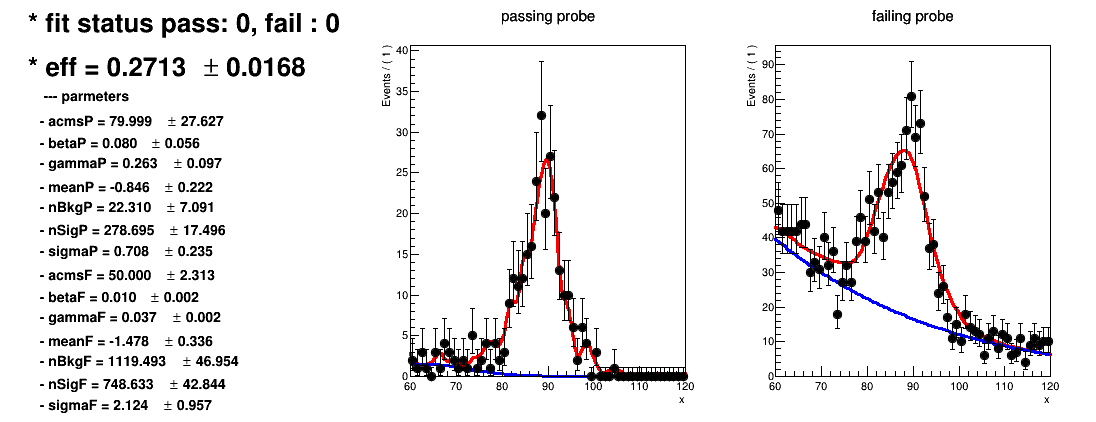 * fit status pass: 0, fail : 0
* eff = 0.2713 ± 0.0168
--- parmeters
- acmsP = 79.999 ± 27.627
- betaP = 0.080 ± 0.056
- gammaP = 0.263 ± 0.097
- meanP = -0.846 ± 0.222
- nBkgP = 22.310 ± 7.091
- nSigP = 278.695 ± 17.496
- sigmaP = 0.708 ± 0.235
- acmsF = 50.000 ± 2.313
- betaF = 0.010 ± 0.002
- gammaF = 0.037 ± 0.002
- meanF = -1.478 ± 0.336
- nBkgF = 1119.493 ± 46.954
- nSigF = 748.633 ± 42.844
- sigmaF = 2.124 ± 0.957
passing probe
Events / ( 1 )
40
35
30
25
20
15
10
5
0
60 70 80 90 100 110 120
x
failing probe
Events / ( 1 )
90
80
70
60
50
40
30
20
10
0
60 70 80 90 100 110 120
x